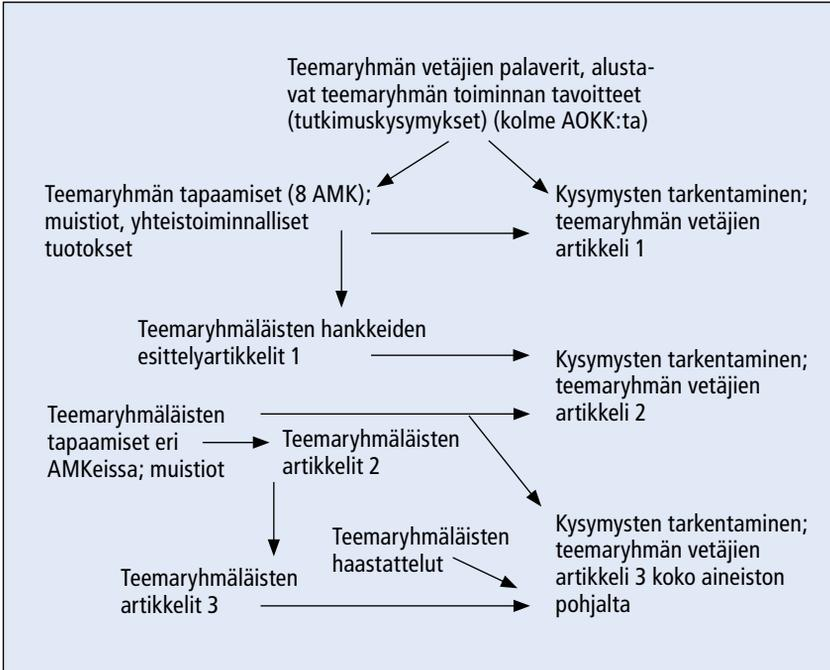 Teemaryhmän vetäjien palaverit, alusta-
vat teemaryhmän toiminnan tavoitteet
(tutkimuskysymykset) (kolme AOKK:ta)
Teemaryhmän tapaamiset (8 AMK);
muistiot, yhteistoiminnalliset
tuotokset
Kysymysten tarkentaminen;
teemaryhmän vetäjien
artikkeli 1
Teemaryhmäläisten hankkeiden
esittelyartikkelit 1
Kysymysten tarkentaminen;
teemaryhmän vetäjien
artikkeli 2
Teemaryhmäläisten
tapaamiset eri
AMKeissa; muistiot
Teemaryhmäläisten
artikkelit 2
Teemaryhmäläisten
haastattelut
Kysymysten tarkentaminen;
teemaryhmän vetäjien
artikkeli 3 koko aineiston
pohjalta
Teemaryhmäläisten
artikkelit 3